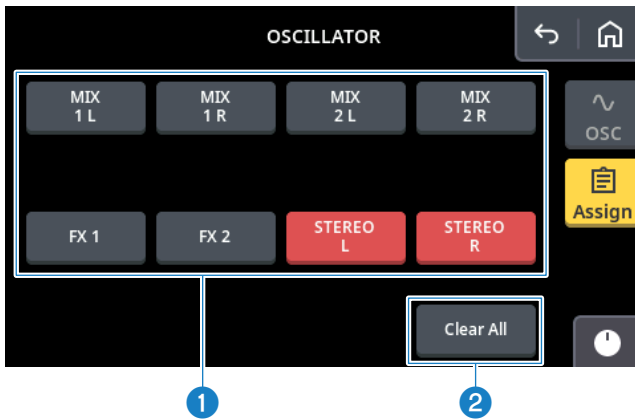 OSCILLATOR
MIX
1 L
MIX
1 R
MIX
2 L
MIX
2 R
OSC
Assign
FX 1
FX 2
STEREO
L
STEREO
R
Clear All
1
2